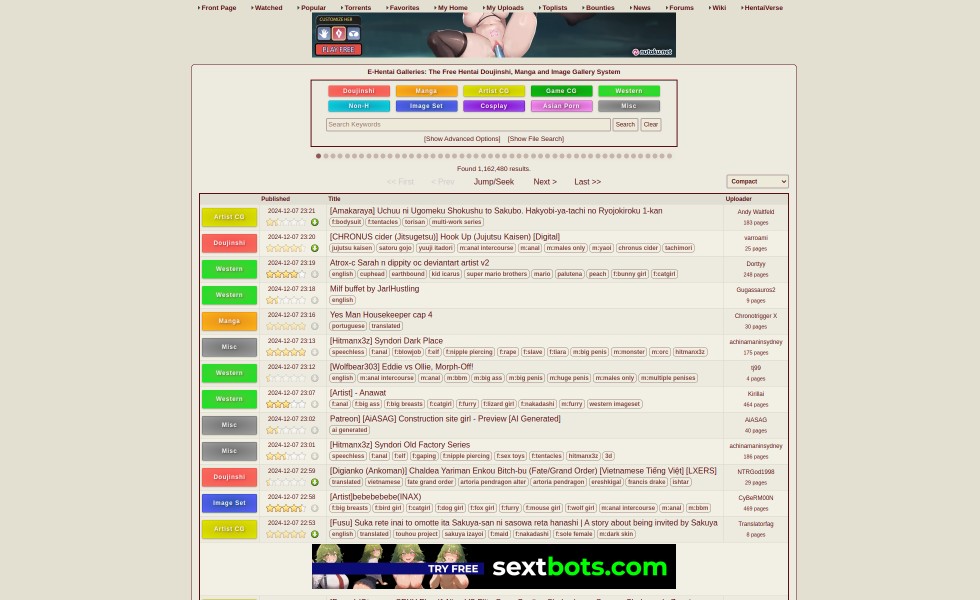 Front Page Watched Popular Torrents Favorites My Home My Uploads Toplists Bounties News Forums Wiki HentaiVerse
CUSTOMIZE HER
PLAY FREE
nutaku.net
E-Hentai Galleries: The Free Hentai Doujinshi, Manga and Image Gallery System
Doujinshi Manga Artist CG Game CG Western
Non-H Image Set Cosplay Asian Porn Misc
Search Keywords Search Clear
[Show Advanced Options] [Show File Search]
Found 1,162,480 results.
<< First < Prev Jump/Seek Next > Last >> Compact
Published Title Uploader
Artist CG 2024-12-07 23:21 [Amakaraya] Uchuu ni Ugomeku Shokushu to Sakubo. Hakyobi-ya-tachi no Ryojokiroku 1-kan Andy Waltfeld
f:bodysuit f:tentacles torisan multi-work series 183 pages
Doujinshi 2024-12-07 23:20 [CHRONUS cider (Jitsugetsu)] Hook Up (Jujutsu Kaisen) [Digital] varroami
jujutsu kaisen satoru gojo yuuji itadori m:anal intercourse m:anal m:males only m:yaoi chronus cider tachimori 25 pages
Western 2024-12-07 23:19 Atrox-c Sarah n dippity oc deviantart artist v2 Dortyy
english cuphead earthbound kid icarus super mario brothers mario palutena peach f:bunny girl f:catgirl 248 pages
Western 2024-12-07 23:18 Milf buffet by JarlHustling Gugassauros2
english 9 pages
Manga 2024-12-07 23:16 Yes Man Housekeeper cap 4 Chronotrigger X
portuguese translated 30 pages
Misc 2024-12-07 23:13 [Hitmanx3z] Syndori Dark Place achinamaninsydney
speechless f:anal f:blowjob f:elf f:nipple piercing f:rape f:slave f:tiara m:big penis m:monster m:orc hitmanx3z 175 pages
Western 2024-12-07 23:12 [Wolfbear303] Eddie vs Ollie, Morph-Off! tj99
english m:anal intercourse m:anal m:bbm m:big ass m:big penis m:huge penis m:males only m:multiple penises 4 pages
Western 2024-12-07 23:07 [Artist] - Anawat Kirillai
f:anal f:big ass f:big breasts f:catgirl f:furry f:lizard girl f:nakadashi m:furry western imageset 464 pages
Misc 2024-12-07 23:02 Patreon] [AiASAG] Construction site girl - Preview [AI Generated] AiASAG
ai generated 40 pages
Misc 2024-12-07 23:01 [Hitmanx3z] Syndori Old Factory Series achinamaninsydney
speechless f:anal f:elf f:gaping f:nipple piercing f:sex toys f:tentacles hitmanx3z 3d 186 pages
Doujinshi 2024-12-07 22:59 [Digianko (Ankoman)] Chaldea Yariman Enkou Bitch-bu (Fate/Grand Order) [Vietnamese Tiếng Việt] [LXERS] NTRGod1998
translated vietnamese fate grand order artoria pendragon alter artoria pendragon ereshkigal francis drake ishtar 29 pages
Image Set 2024-12-07 22:58 [Artist]bebebebebe(INAX) CyBeRM00N
f:big breasts f:bird girl f:catgirl f:dog girl f:fox girl f:furry f:mouse girl f:wolf girl m:anal intercourse m:anal m:bbm 469 pages
Artist CG 2024-12-07 22:53 [Fusu] Suka rete inai to omotte ita Sakuya-san ni sasowa reta hanashi | A story about being invited by Sakuya Translatorfag
english translated touhou project sakuya izayoi f:maid f:nakadashi f:sole female m:dark skin 8 pages
TRY FREE sextbots.com